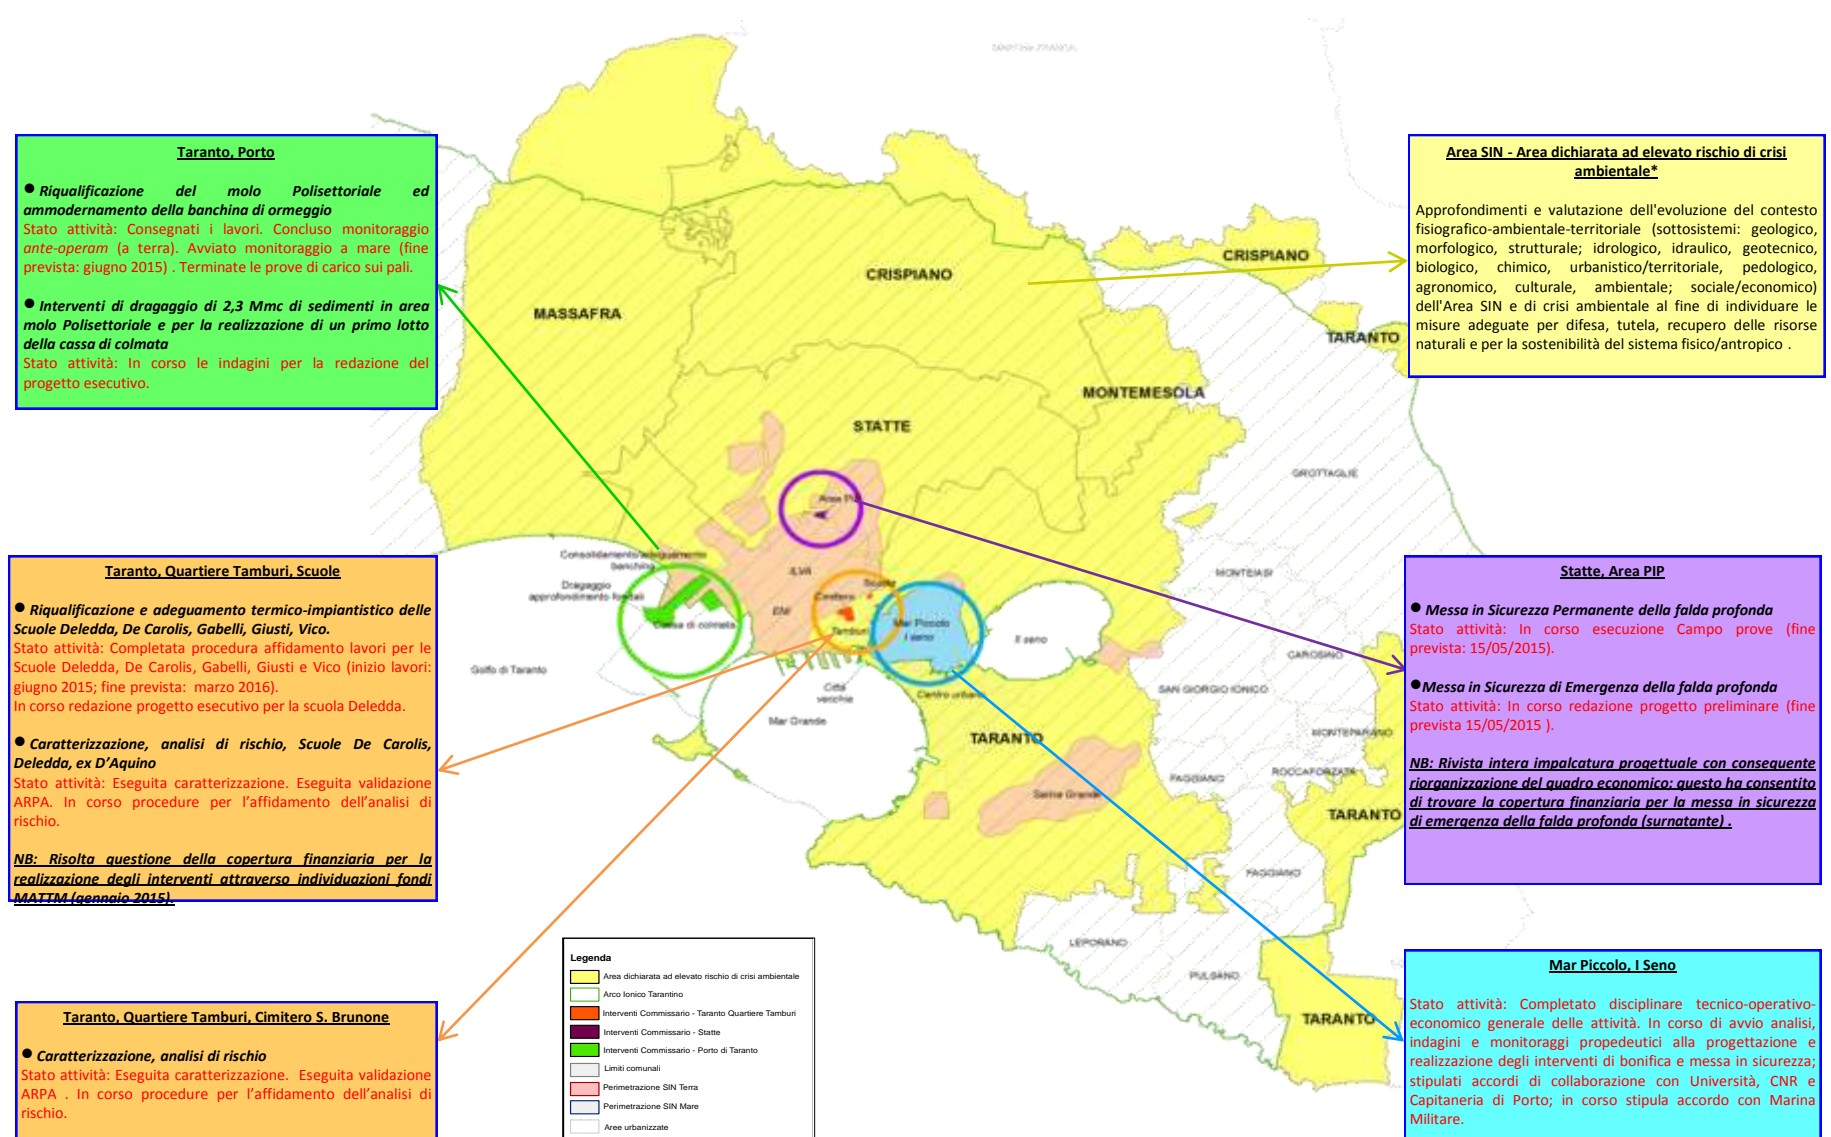 MARTINA FRANCA
Taranto, Porto
● Riqualificazione del molo Polisettoriale ed
ammodernamento della banchina di ormeggio
Stato attività: Consegnati i lavori. Concluso monitoraggio
ante-operam (a terra). Avviato monitoraggio a mare (fine
prevista: giugno 2015) . Terminate le prove di carico sui pali.
● Interventi di dragaggio di 2,3 Mmc di sedimenti in area
molo Polisettoriale e per la realizzazione di un primo lotto
della cassa di colmata
Stato attività: In corso le indagini per la redazione del
progetto esecutivo.
Area SIN - Area dichiarata ad elevato rischio di crisi
ambientale*
Approfondimenti e valutazione dell'evoluzione del contesto
fisiografico-ambientale-territoriale (sottosistemi: geologico,
morfologico, strutturale; idrologico, idraulico, geotecnico,
biologico, chimico, urbanistico/territoriale, pedologico,
agronomico, culturale, ambientale; sociale/economico)
dell'Area SIN e di crisi ambientale al fine di individuare le
misure adeguate per difesa, tutela, recupero delle risorse
naturali e per la sostenibilità del sistema fisico/antropico .
CRISPIANO
CRISPIANO
MASSAFRA
TARANTO
MONTEMESOLA
STATTE
GROTTAGLIE
Area PIP
Consolidamento/adeguamento
banchina
Dragaggio
approfondimento fondali
Cassa di colmata
ILVA
ENI
Scuole
Cimitero
Tamburi
Mar Piccolo
I seno
II seno
MONTEIASI
CAROSINO
Golfo di Taranto
Città
vecchia
Centro urbano
SAN GIORGIO IONICO
Mar Grande
TARANTO
MONTEPARANO
FAGGIANO
ROCCAFORZATA
Salina Grande
TARANTO
FAGGIANO
LEPORANO
PULSANO
TARANTO
Taranto, Quartiere Tamburi, Scuole
● Riqualificazione e adeguamento termico-impiantistico delle
Scuole Deledda, De Carolis, Gabelli, Giusti, Vico.
Stato attività: Completata procedura affidamento lavori per le
Scuole Deledda, De Carolis, Gabelli, Giusti e Vico (inizio lavori:
giugno 2015; fine prevista: marzo 2016).
In corso redazione progetto esecutivo per la scuola Deledda.
● Caratterizzazione, analisi di rischio, Scuole De Carolis,
Deledda, ex D’Aquino
Stato attività: Eseguita caratterizzazione. Eseguita validazione
ARPA. In corso procedure per l’affidamento dell’analisi di
rischio.
NB: Risolta questione della copertura finanziaria per la
realizzazione degli interventi attraverso individuazioni fondi
MATTM (gennaio 2015).
Statte, Area PIP
● Messa in Sicurezza Permanente della falda profonda
Stato attività: In corso esecuzione Campo prove (fine
prevista: 15/05/2015).
● Messa in Sicurezza di Emergenza della falda profonda
Stato attività: In corso redazione progetto preliminare (fine
prevista 15/05/2015 ).
NB: Rivista intera impalcatura progettuale con conseguente
riorganizzazione del quadro economico; questo ha consentito
di trovare la copertura finanziaria per la messa in sicurezza
di emergenza della falda profonda (surnatante) .
Taranto, Quartiere Tamburi, Cimitero S. Brunone
● Caratterizzazione, analisi di rischio
Stato attività: Eseguita caratterizzazione. Eseguita validazione
ARPA . In corso procedure per l’affidamento dell’analisi di
rischio.
Legenda
Area dichiarata ad elevato rischio di crisi ambientale
Arco Ionico Tarantino
Interventi Commissario - Taranto Quartiere Tamburi
Interventi Commissario - Statte
Interventi Commissario - Porto di Taranto
Limiti comunali
Perimetrazione SIN Terra
Perimetrazione SIN Mare
Aree urbanizzate
Mar Piccolo, I Seno
Stato attività: Completato disciplinare tecnico-operativo-
economico generale delle attività. In corso di avvio analisi,
indagini e monitoraggi propedeutici alla progettazione e
realizzazione degli interventi di bonifica e messa in sicurezza;
stipulati accordi di collaborazione con Università, CNR e
Capitaneria di Porto; in corso stipula accordo con Marina
Militare.